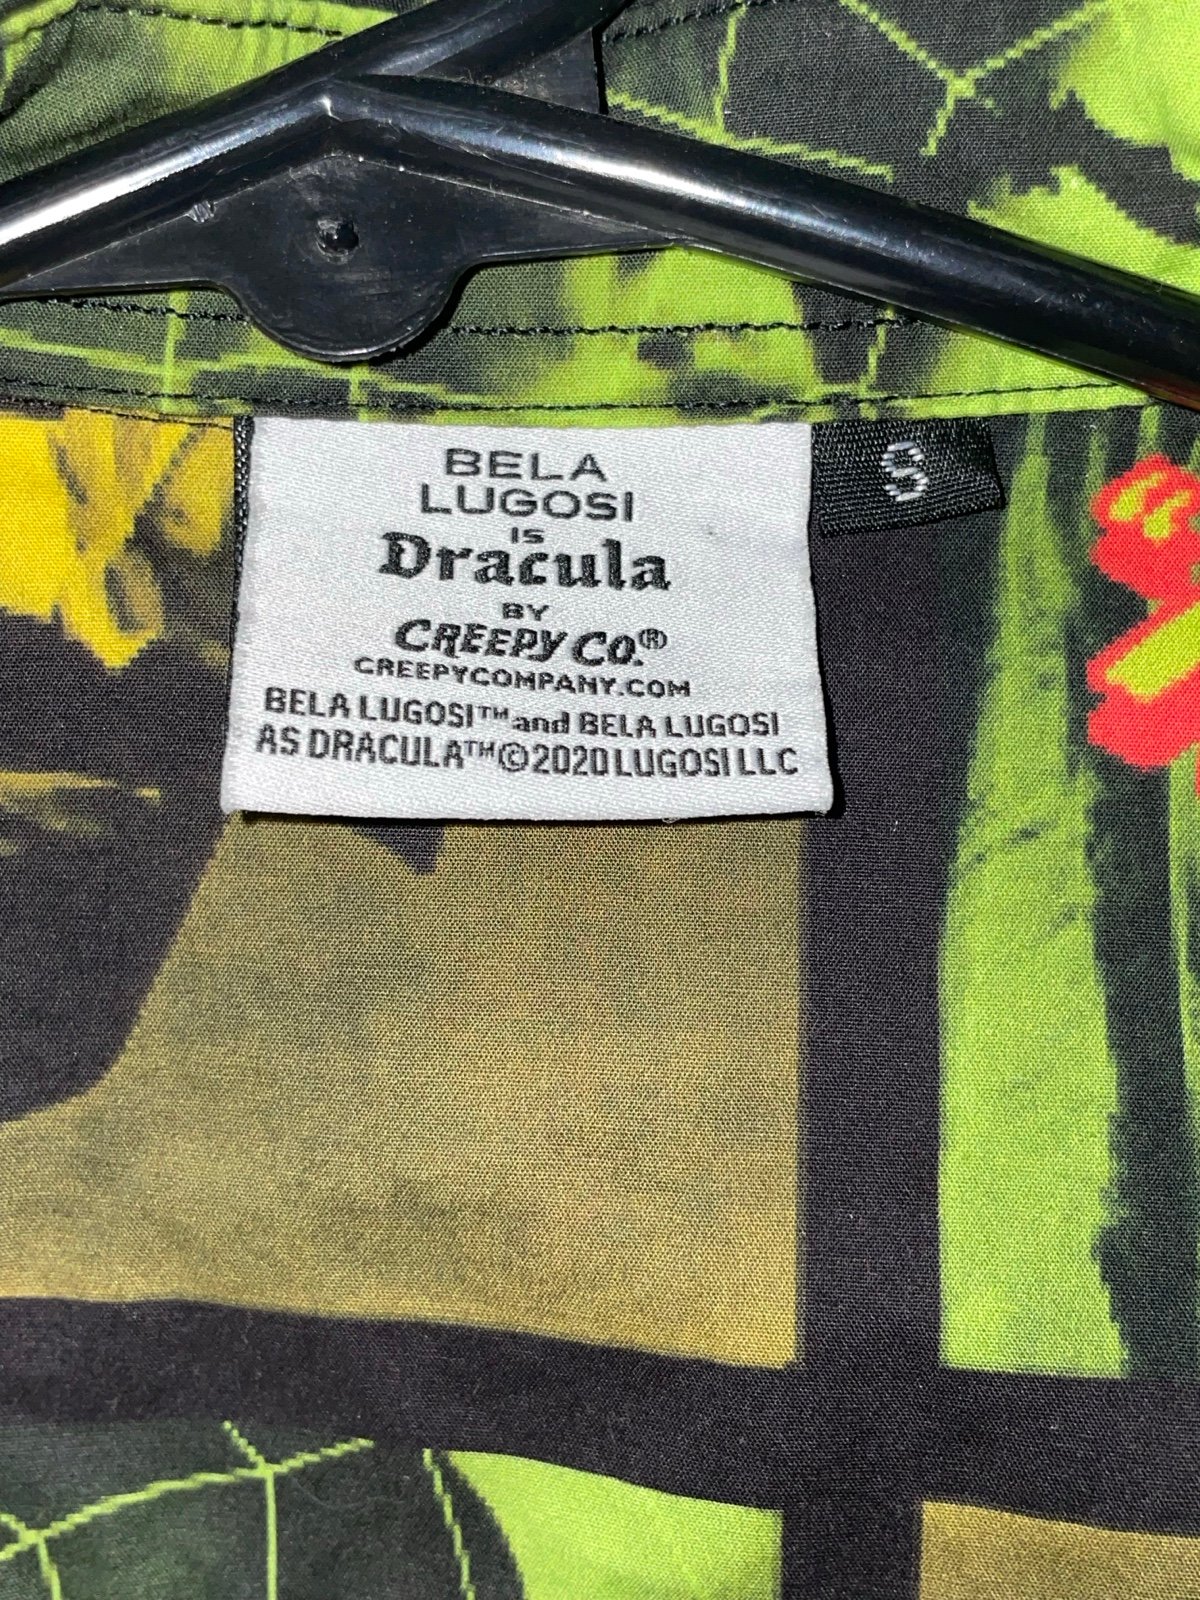 BELA
LUGOSI
IS
Dracula
BY
CREEPY CO.®
CREEPYCOMPANY.COM
BELA LUGOSI™ and BELA LUGOSI
AS DRACULA™ © 2020 LUGOSI LLC
S